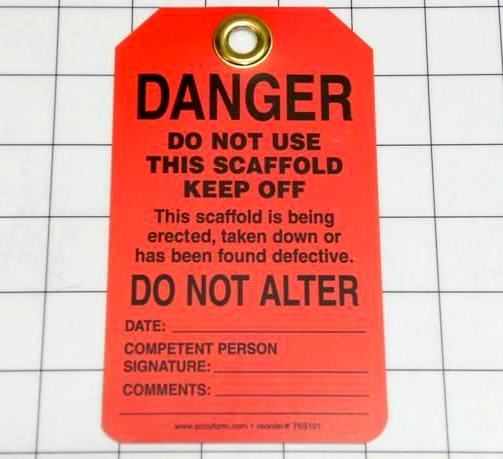 DANGER
DO NOT USE
THIS SCAFFOLD
KEEP OFF
This scaffold is being
erected, taken down or
has been found defective.
DO NOT ALTER
DATE:
COMPETENT PERSON
SIGNATURE:
COMMENTS:
www.accuform.com • reorder# TSS101